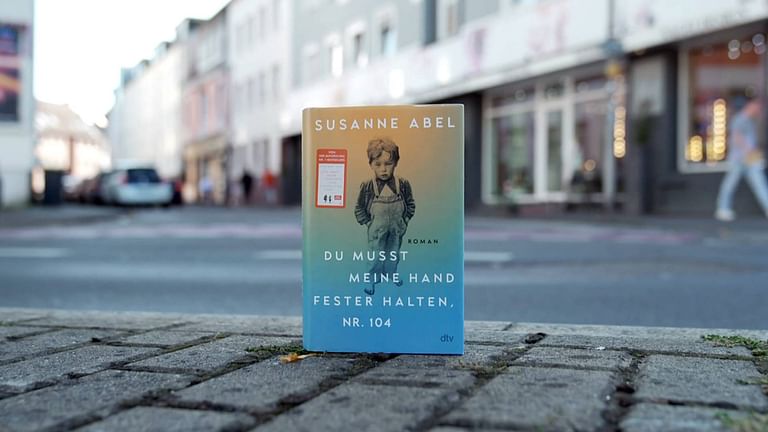 SUSANNE ABEL
ROMAN
DU MUSST
MEINE HAND
FESTER HALTEN,
NR. 104
dtv